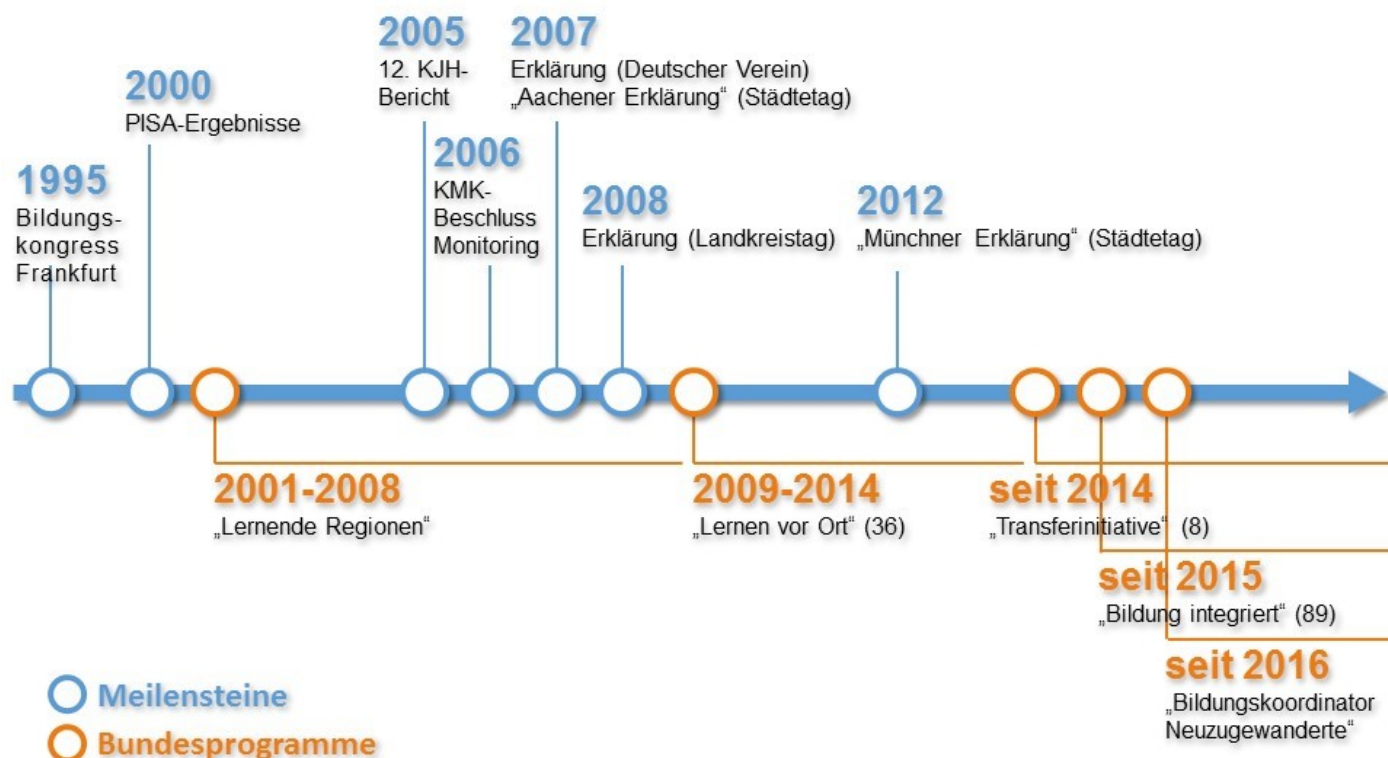 1995
Bildungs-
kongress
Frankfurt
2000
PISA-Ergebnisse
2005
12. KJH-
Bericht
2006
KMK-
Beschluss
Monitoring
2007
Erklärung (Deutscher Verein)
„Aachener Erklärung“ (Städtetag)
2008
Erklärung (Landkreistag)
2012
„Münchner Erklärung“ (Städtetag)
2001-2008
„Lernende Regionen“
2009-2014
„Lernen vor Ort“ (36)
seit 2014
„Transferinitiative“ (8)
seit 2015
„Bildung integriert“ (89)
seit 2016
„Bildungskoordinator
Neuzugewanderte“
Meilensteine
Bundesprogramme